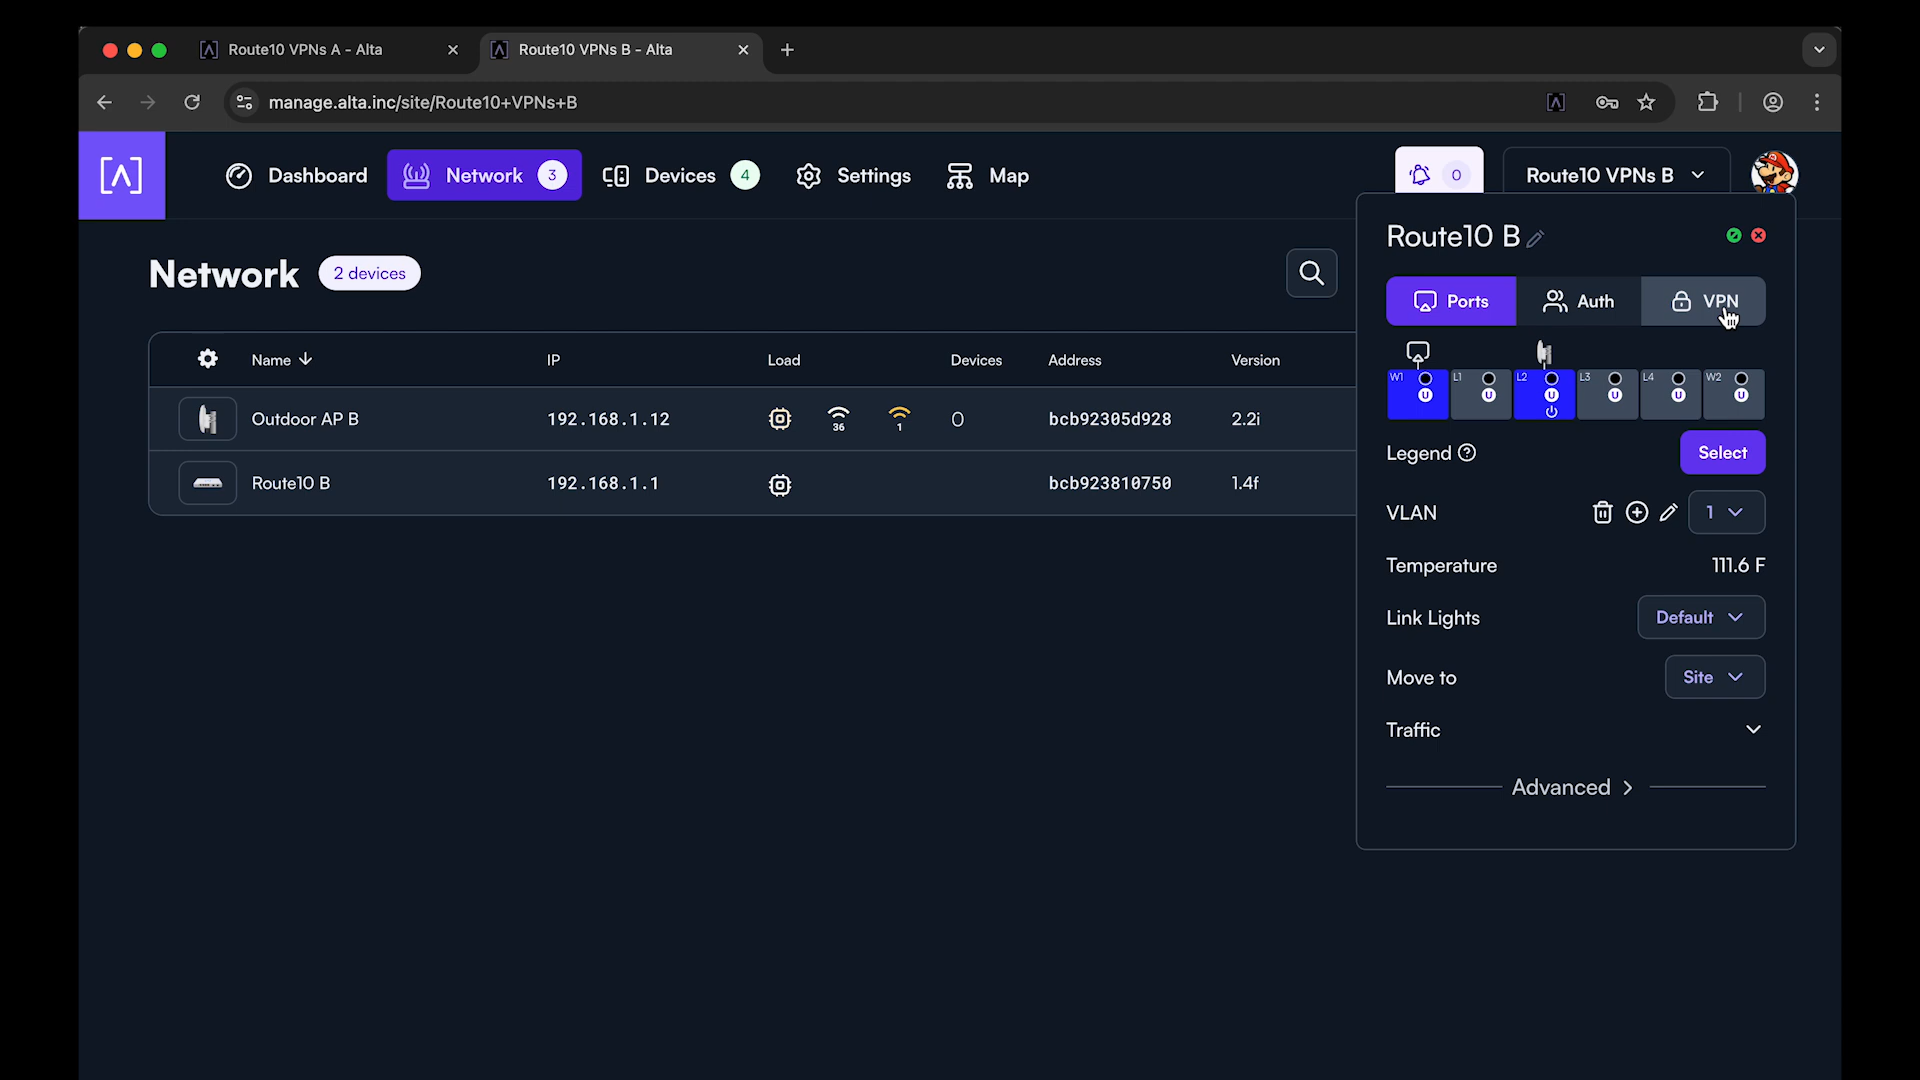 Route10 VPNs A - Alta
Route10 VPNs B - Alta
manage.alta.inc/site/Route10+VPNs+B
Dashboard
Network 3
Devices 4
Settings
Map
0
Route10 VPNs B
Network 2 devices
Name IP Load Devices Address Version
Outdoor AP B 192.168.1.12 36 1 0 bcb92305d928 2.2i
Route10 B 192.168.1.1 bcb923810750 1.4f
Route10 B
Ports Auth VPN
W1 L1 L2 L3 L4 W2
U U U U U U
Legend Select
VLAN 1
Temperature 111.6 F
Link Lights Default
Move to Site
Traffic
Advanced